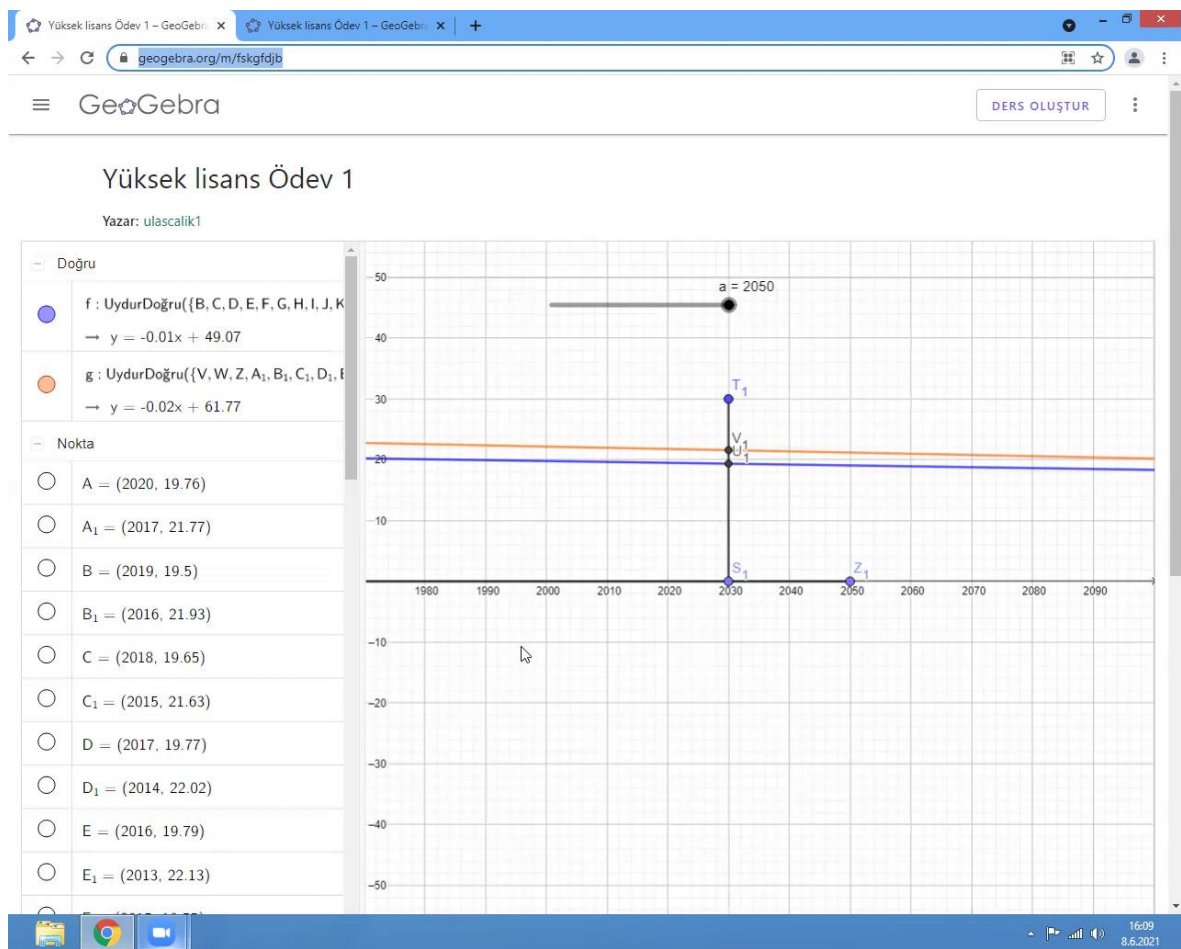 Yüksek lisans Ödev 1 – GeoGebr
Yüksek lisans Ödev 1 – GeoGebr
geogebra.org/m/fskgfdjb
GeoGebra
DERS OLUŞTUR
Yüksek lisans Ödev 1
Yazar: ulascalik1
Doğru
f : UydurDoğru({B, C, D, E, F, G, H, I, J, K
→ y = -0.01x + 49.07
g : UydurDoğru({V, W, Z, A₁, B₁, C₁, D₁, E
→ y = -0.02x + 61.77
Nokta
A = (2020, 19.76)
A₁ = (2017, 21.77)
B = (2019, 19.5)
B₁ = (2016, 21.93)
C = (2018, 19.65)
C₁ = (2015, 21.63)
D = (2017, 19.77)
D₁ = (2014, 22.02)
E = (2016, 19.79)
E₁ = (2013, 22.13)
50
a = 2050
40
T₁
30
V₁
U₁
20
10
S₁
Z₁
1980 1990 2000 2010 2020 2030 2040 2050 2060 2070 2080 2090
−10
−20
−30
−40
−50
16:09
8.6.2021